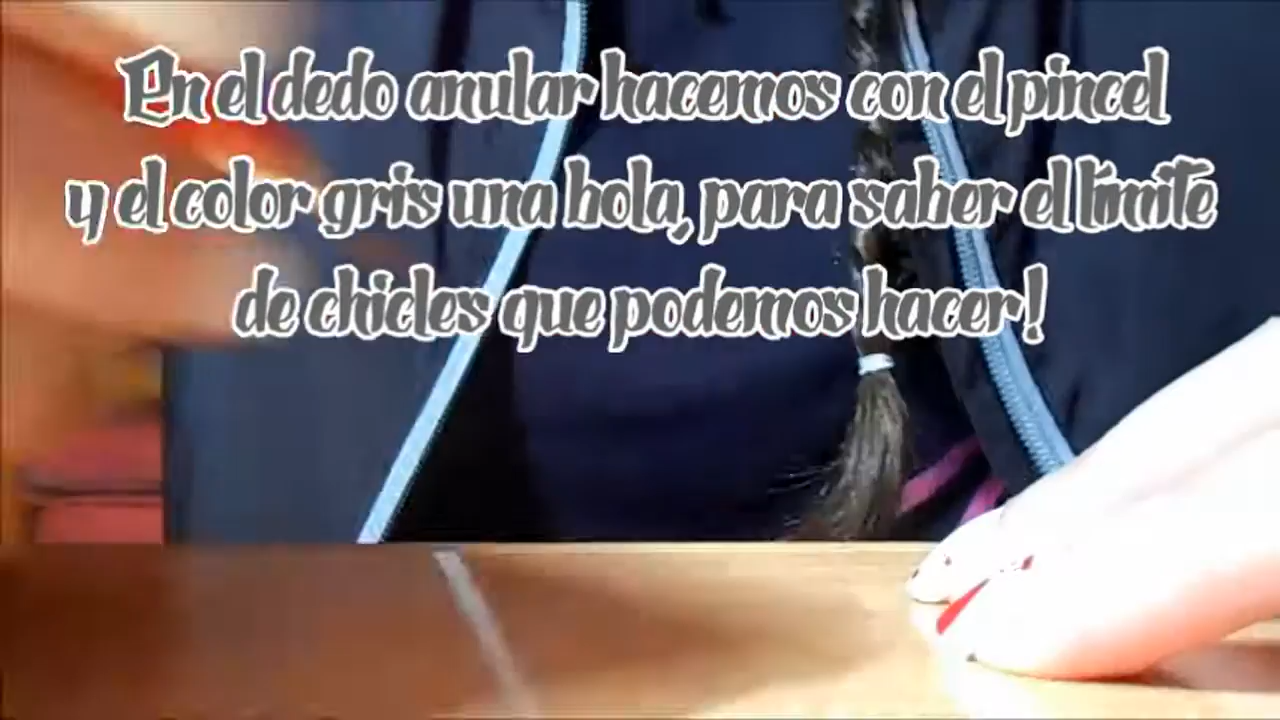 En el dedo anular hacemos con el pincel
y el color gris una bola, para saber el límite
de chicles que podemos hacer!